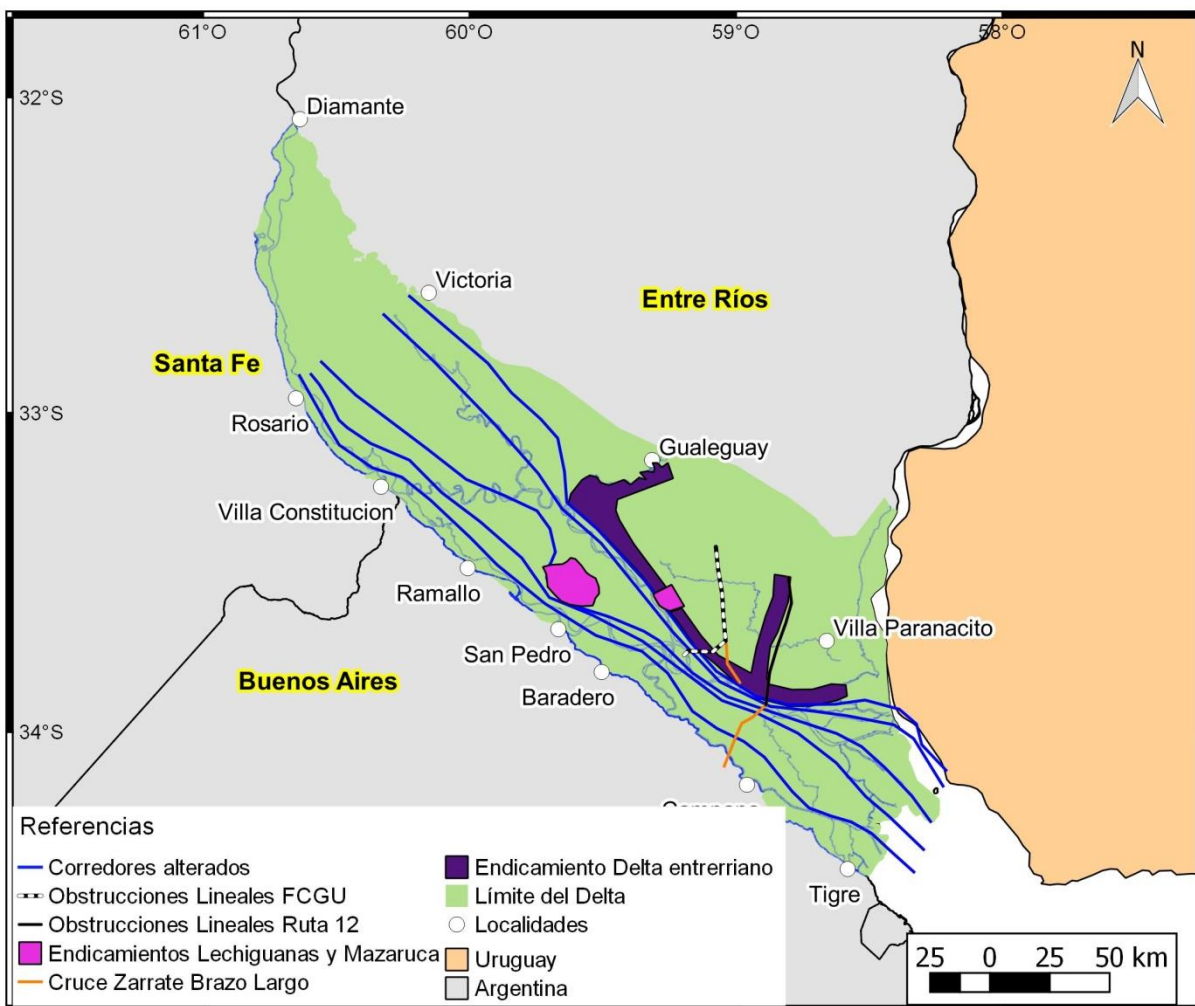 61°O 60°O 59°O 58°O
N
32°S
Diamante
Victoria
Entre Ríos
Santa Fe
33°S
Rosario
Gualeguay
Villa Constitucion
Ramallo
Villa Paranacito
San Pedro
Buenos Aires
Baradero
34°S
Tigre
Referencias
Corredores alterados
Obstrucciones Lineales FCGU
Obstrucciones Lineales Ruta 12
Endicamientos Lechiguanas y Mazaruca
Cruce Zarrate Brazo Largo
Endicamiento Delta entrerriano
Límite del Delta
Localidades
Uruguay
Argentina
25 0 25 50 km